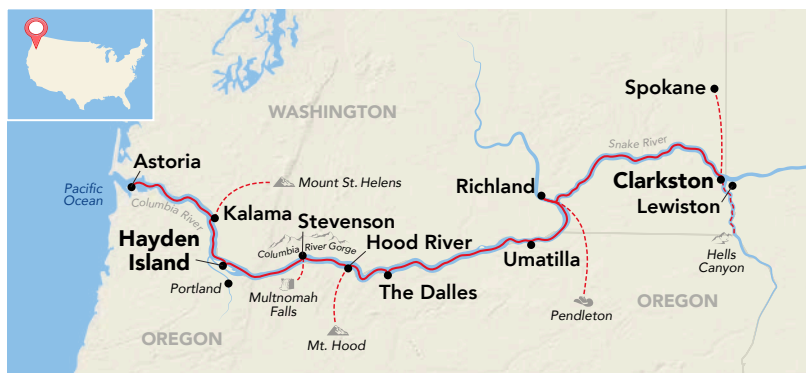 Spokane
WASHINGTON
Snake River
Astoria
Mount St. Helens
Richland
Clarkston
Pacific
Ocean
Columbia River
Lewiston
Kalama
Stevenson
Hayden
Island
Columbia River Gorge
Hood River
Umatilla
Hells
Canyon
Portland
Multnomah
Falls
The Dalles
OREGON
Pendleton
Mt. Hood
OREGON